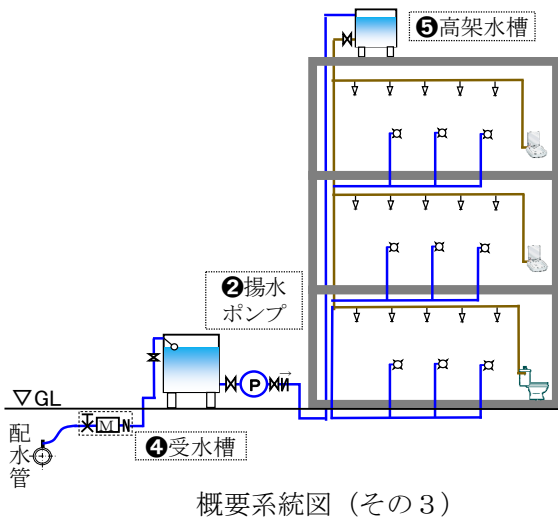 ❺高架水槽
❷揚水
ポンプ
P
▽GL
M N
❹受水槽
配
水
管
概要系統図（その３）